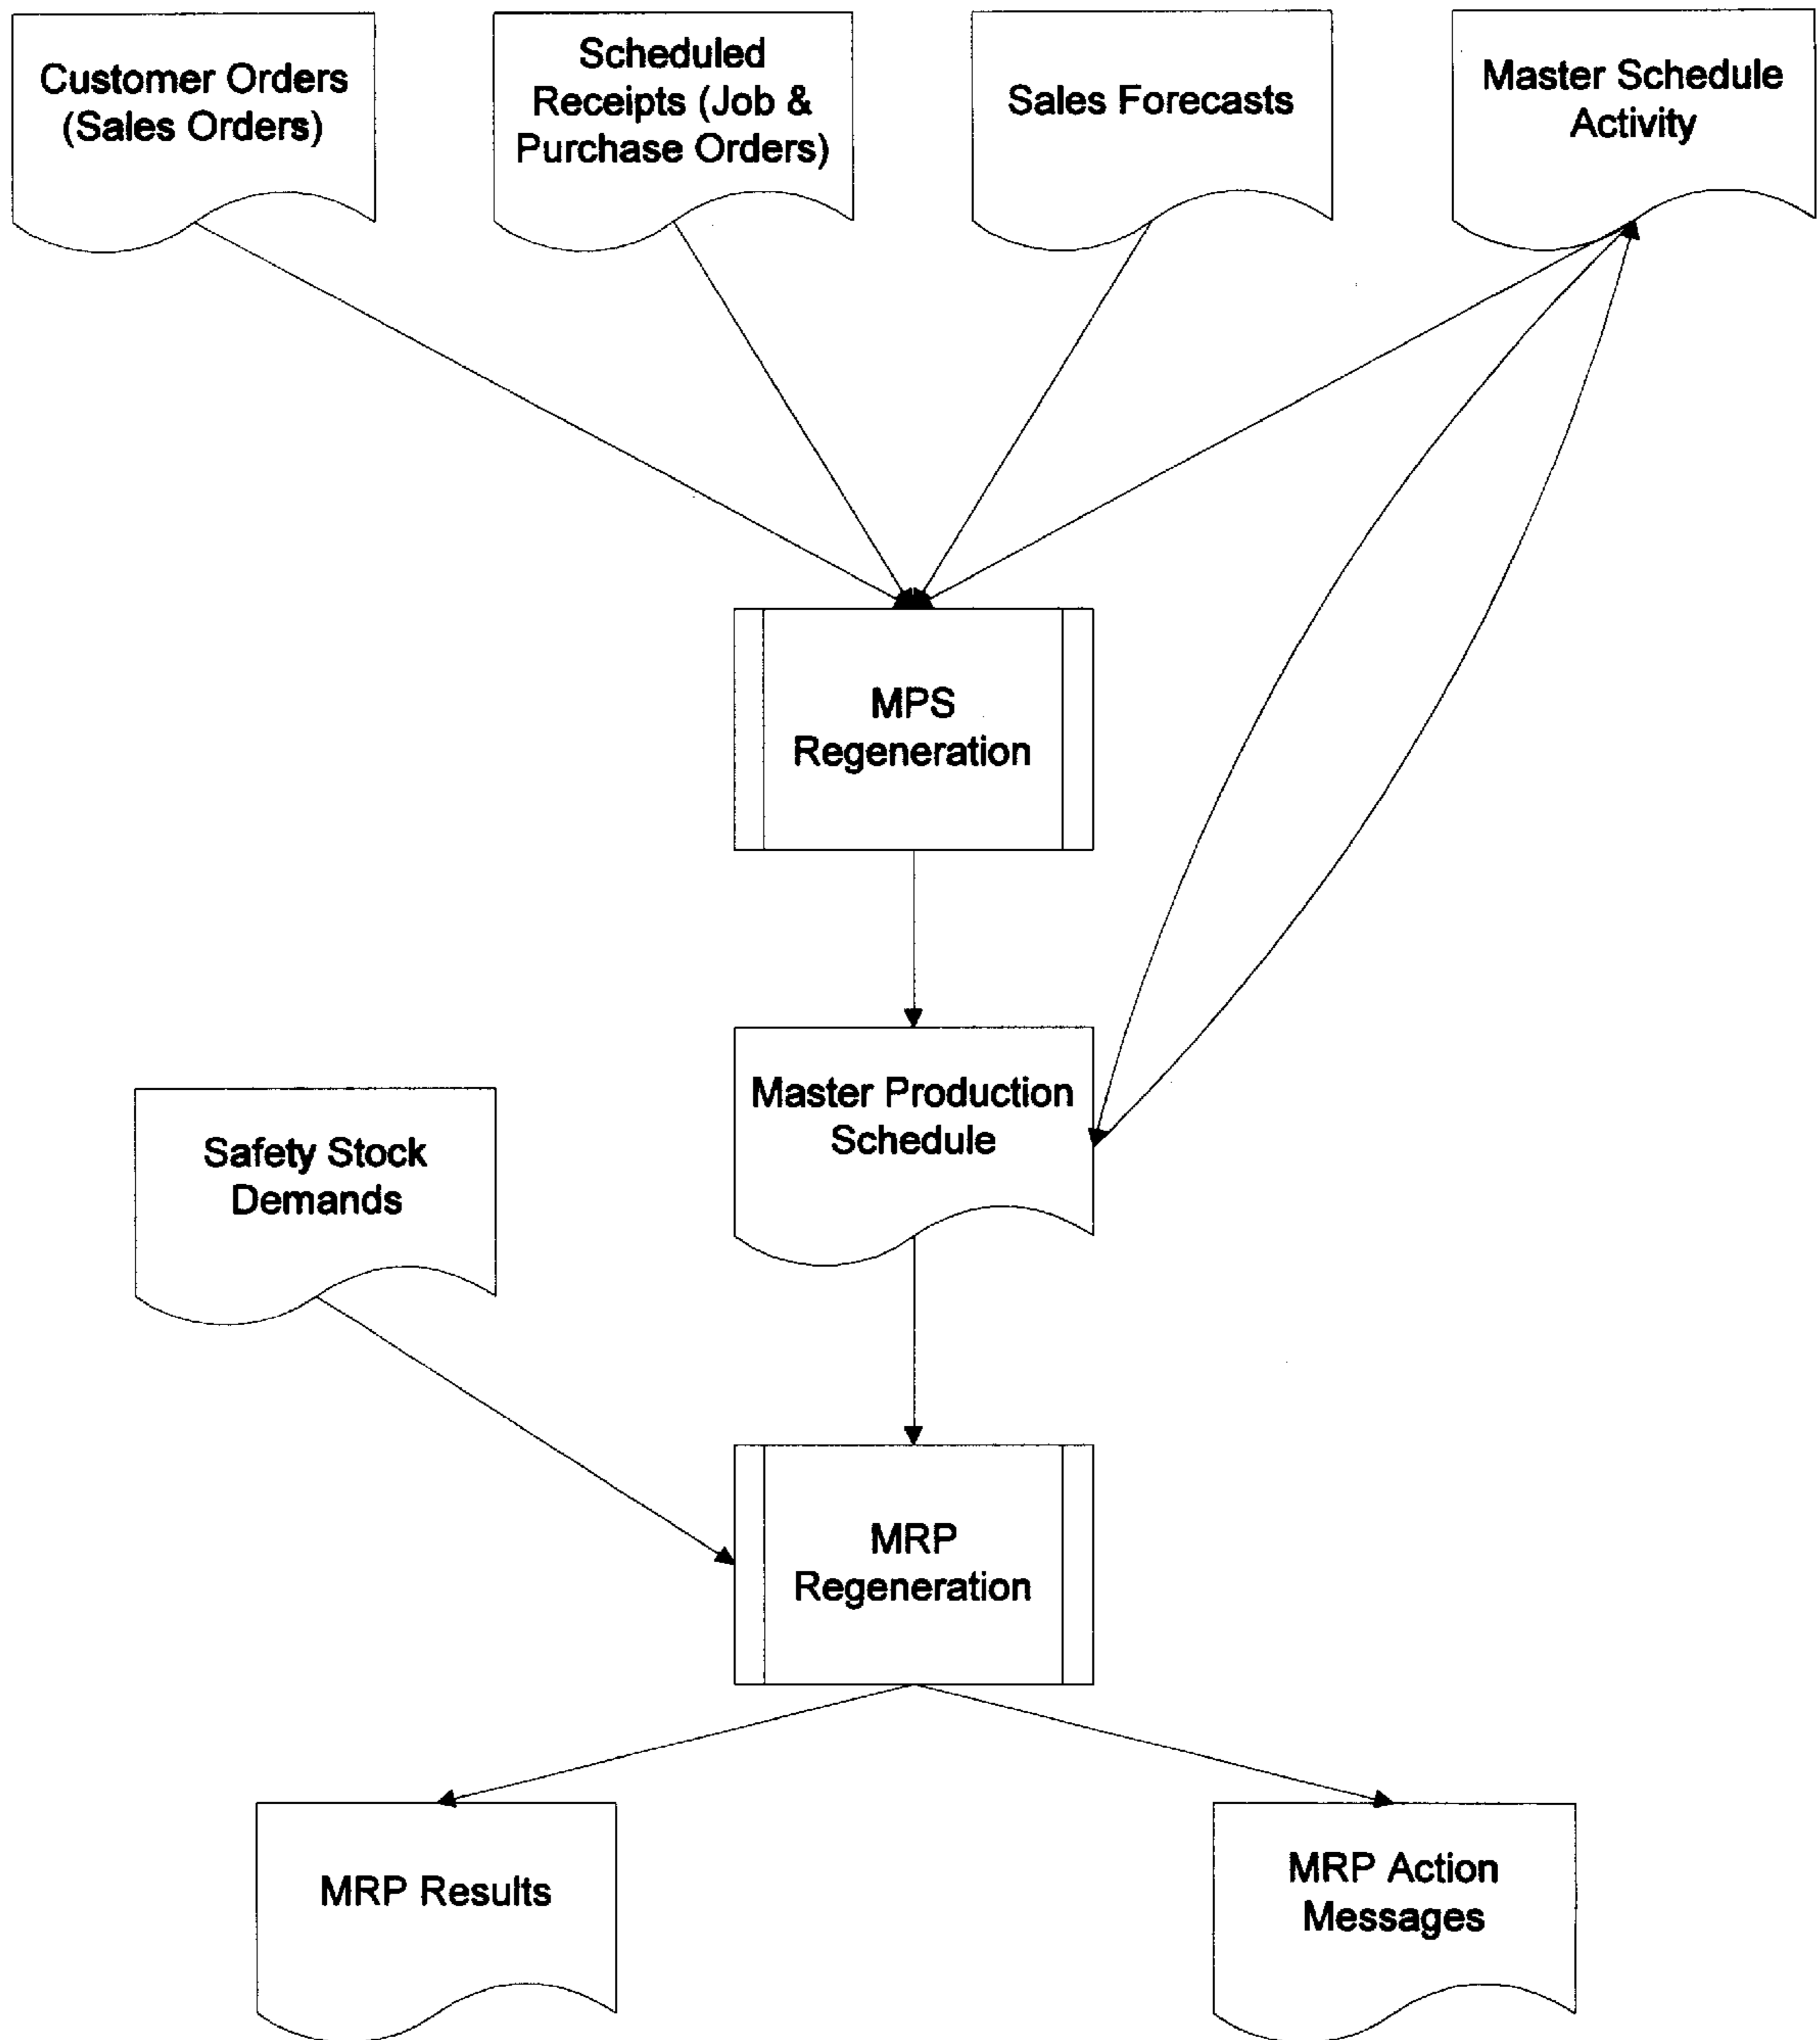 Customer Orders
(Sales Orders)
Scheduled
Receipts (Job &
Purchase Orders)
Sales Forecasts
Master Schedule
Activity
MPS
Regeneration
Master Production
Schedule
Safety Stock
Demands
MRP
Regeneration
MRP Results
MRP Action
Messages